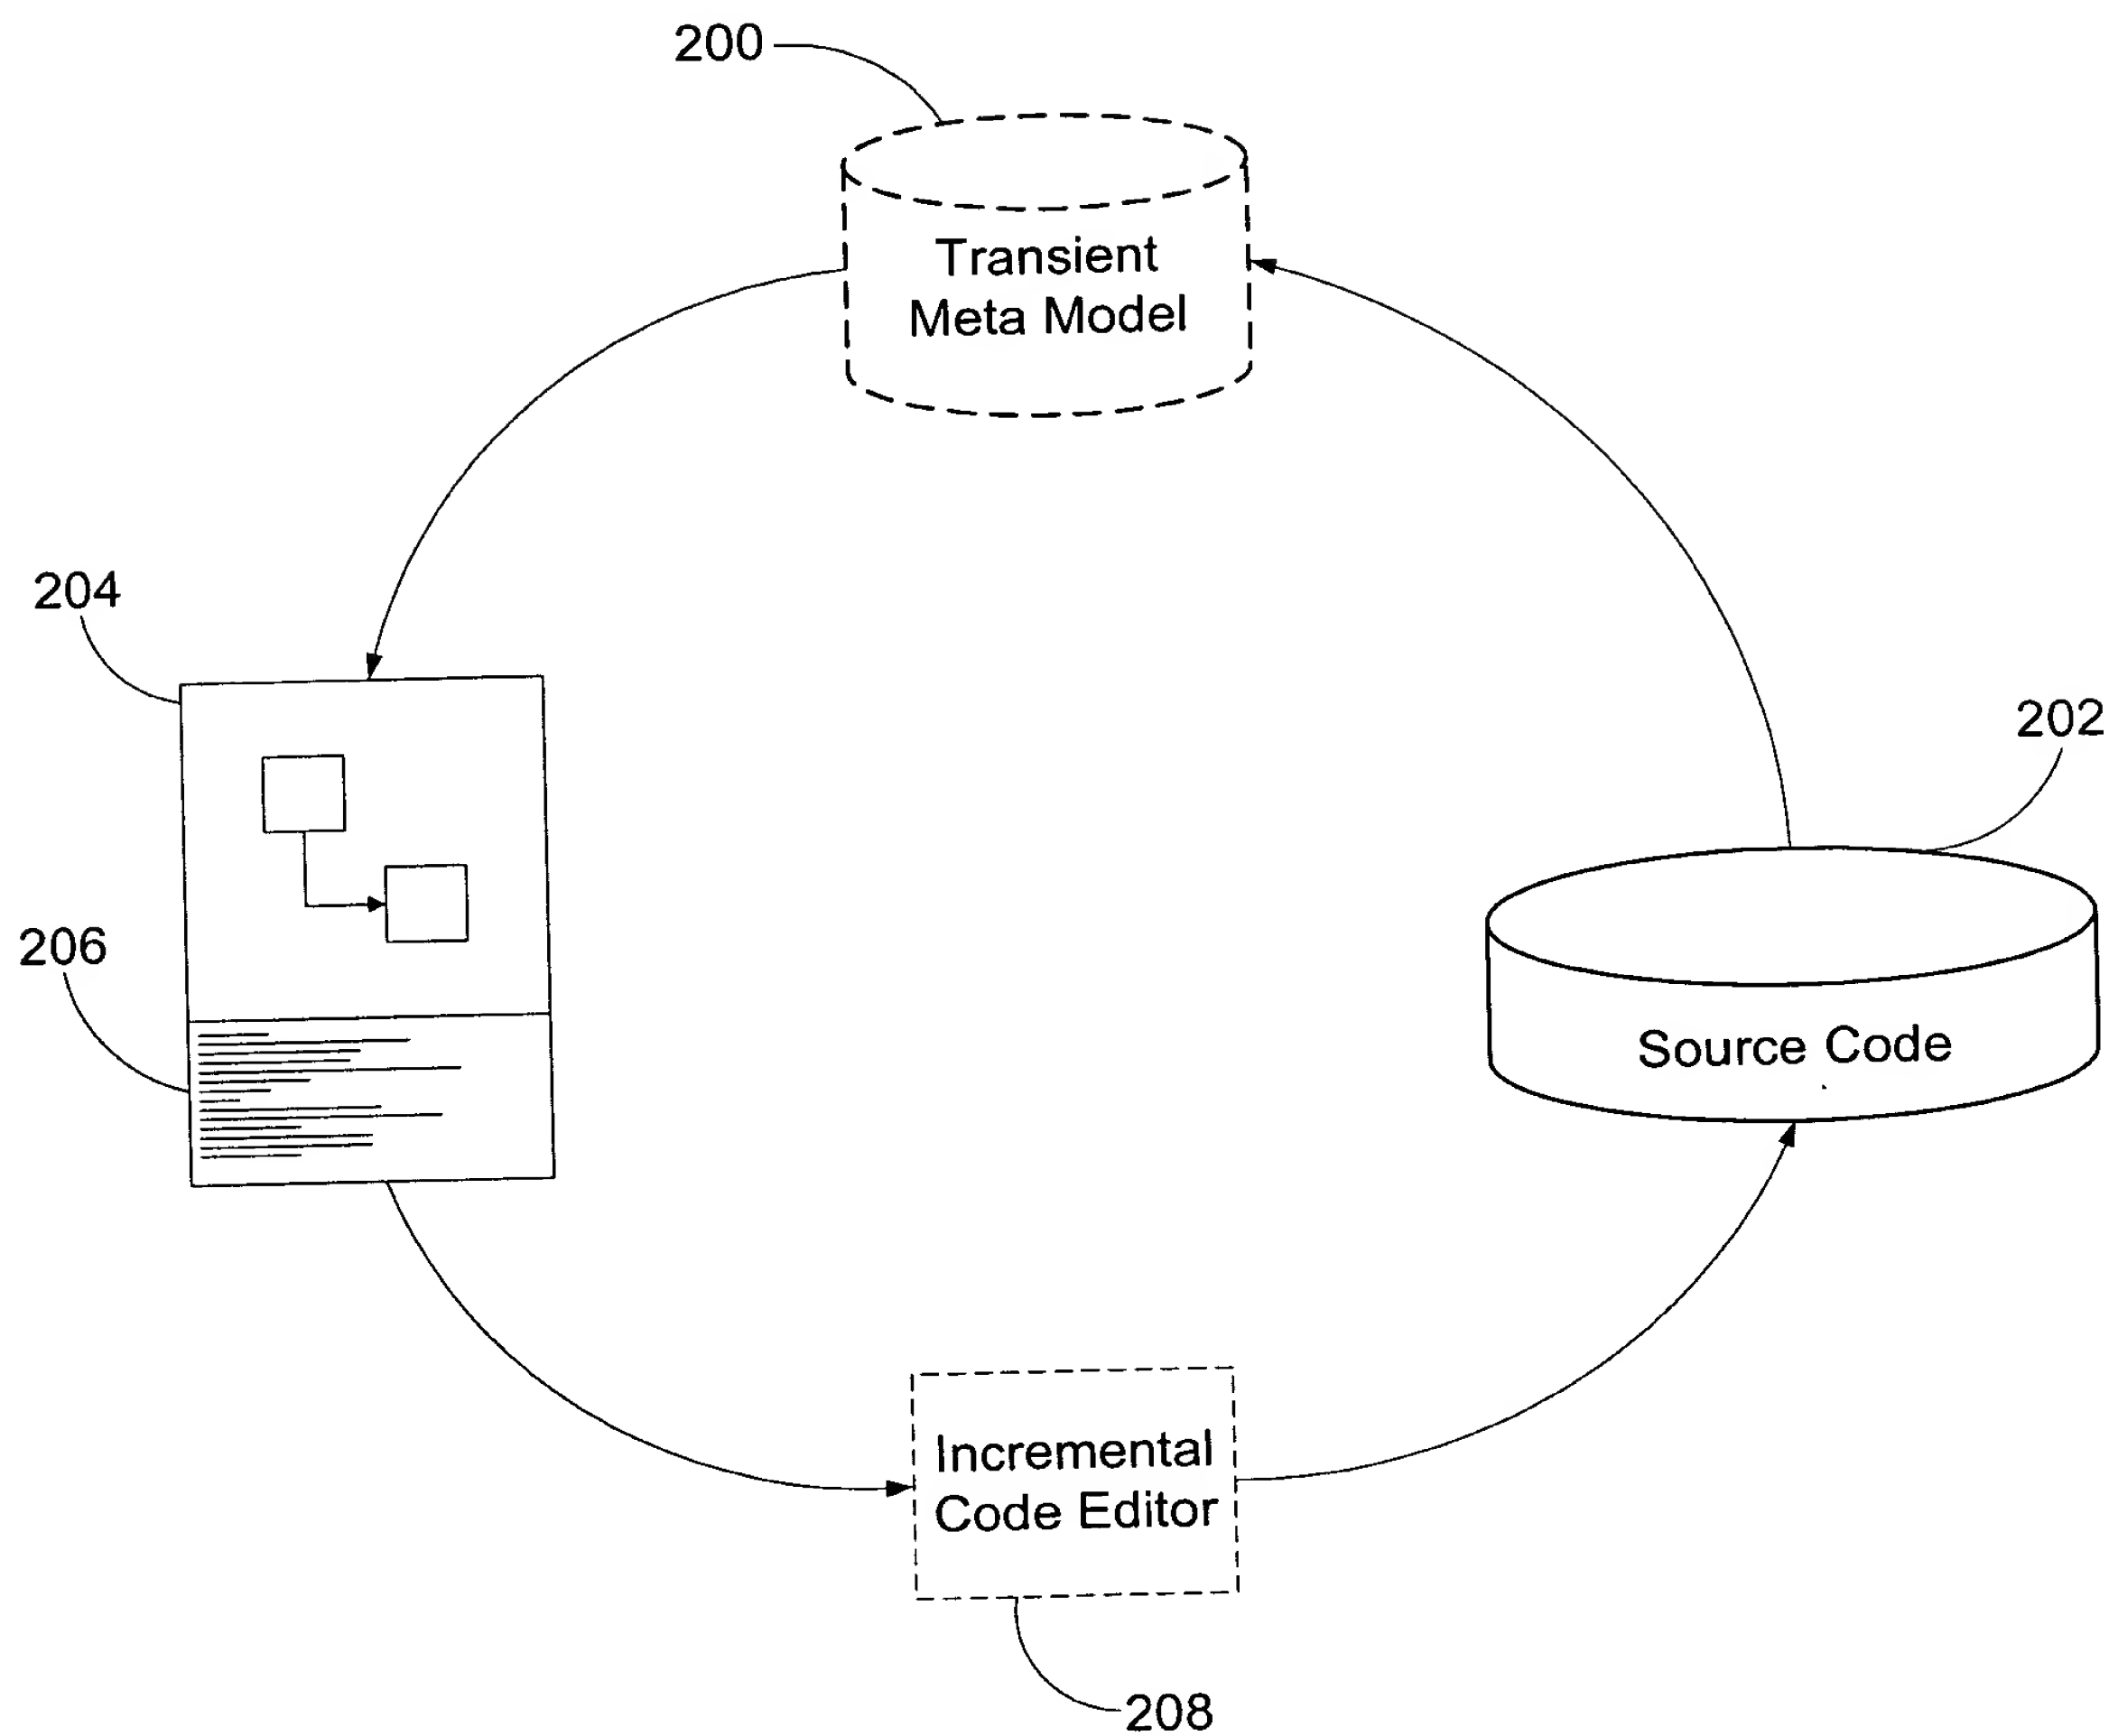 200
Transient
Meta Model
204
202
206
Source Code
Incremental
Code Editor
208